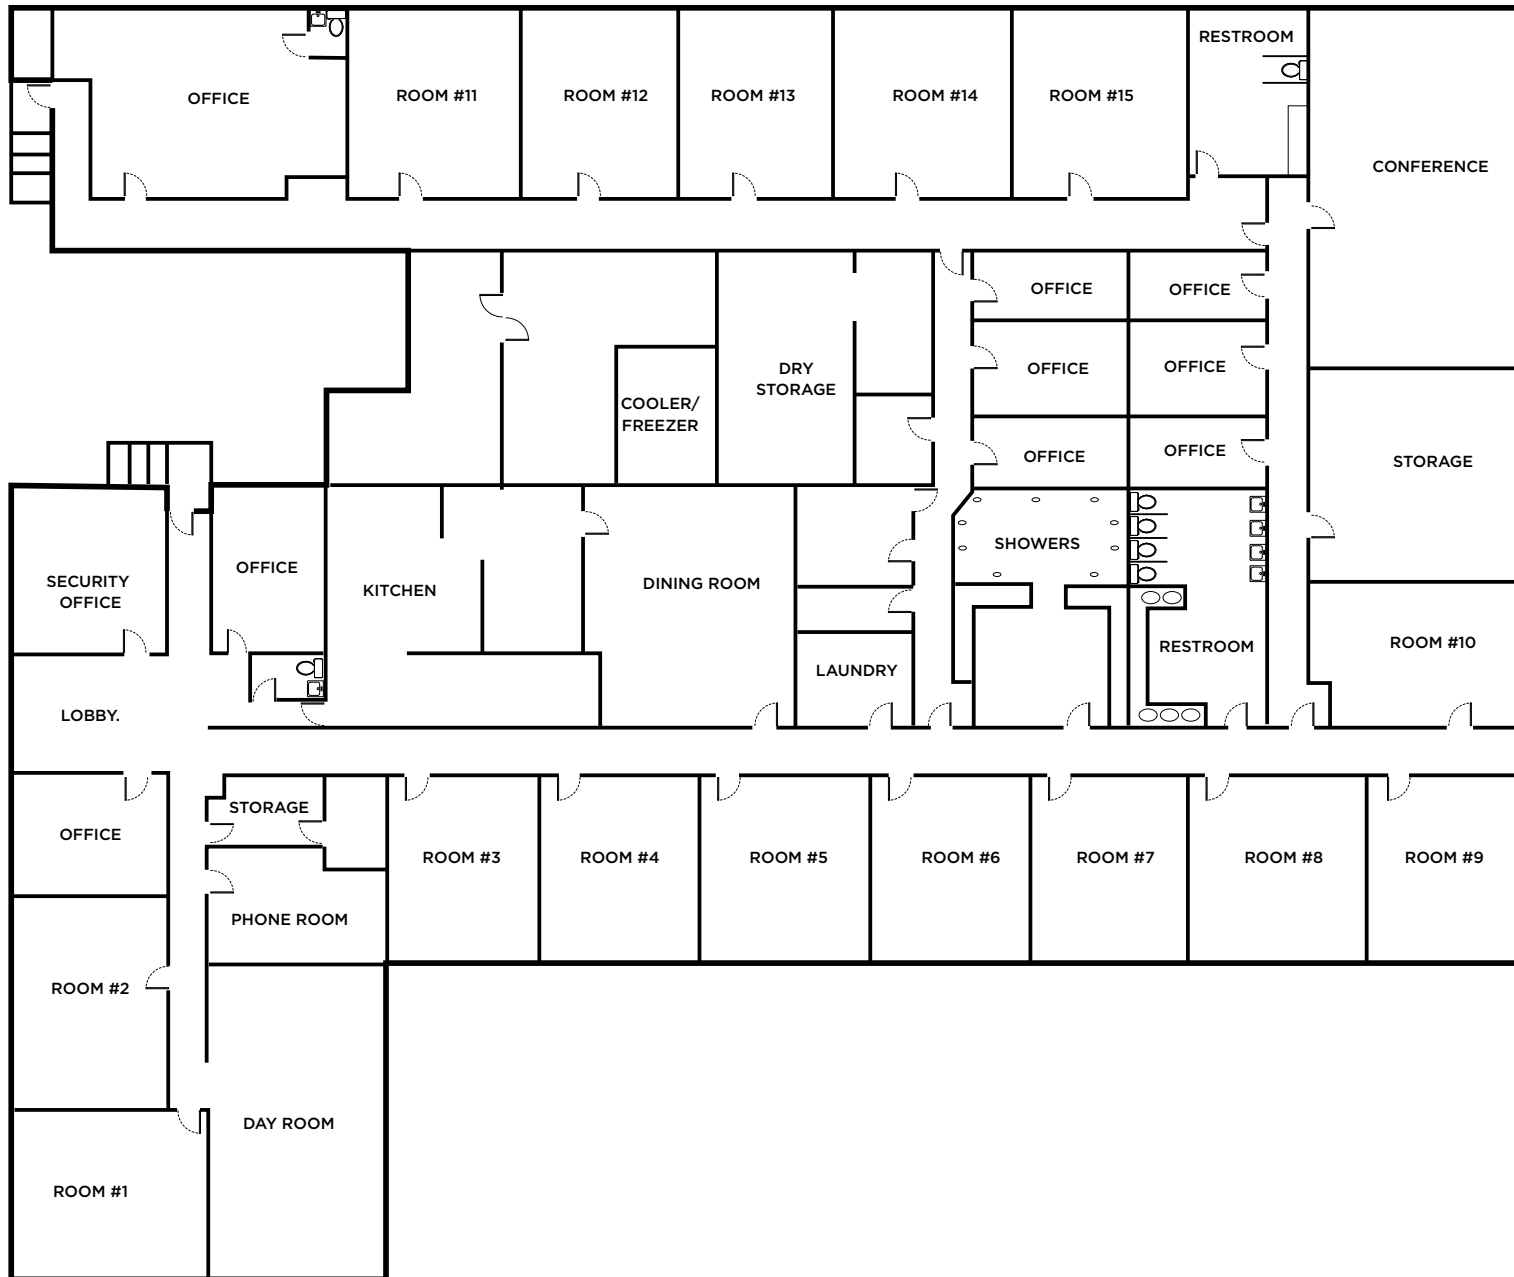 RESTROOM
OFFICE
ROOM #11
ROOM #12
ROOM #13
ROOM #14
ROOM #15
CONFERENCE
OFFICE
OFFICE
DRY
STORAGE
OFFICE
OFFICE
COOLER/
FREEZER
OFFICE
OFFICE
STORAGE
SECURITY
OFFICE
OFFICE
KITCHEN
DINING ROOM
SHOWERS
LAUNDRY
RESTROOM
ROOM #10
LOBBY.
STORAGE
OFFICE
ROOM #3
ROOM #4
ROOM #5
ROOM #6
ROOM #7
ROOM #8
ROOM #9
PHONE ROOM
ROOM #2
DAY ROOM
ROOM #1